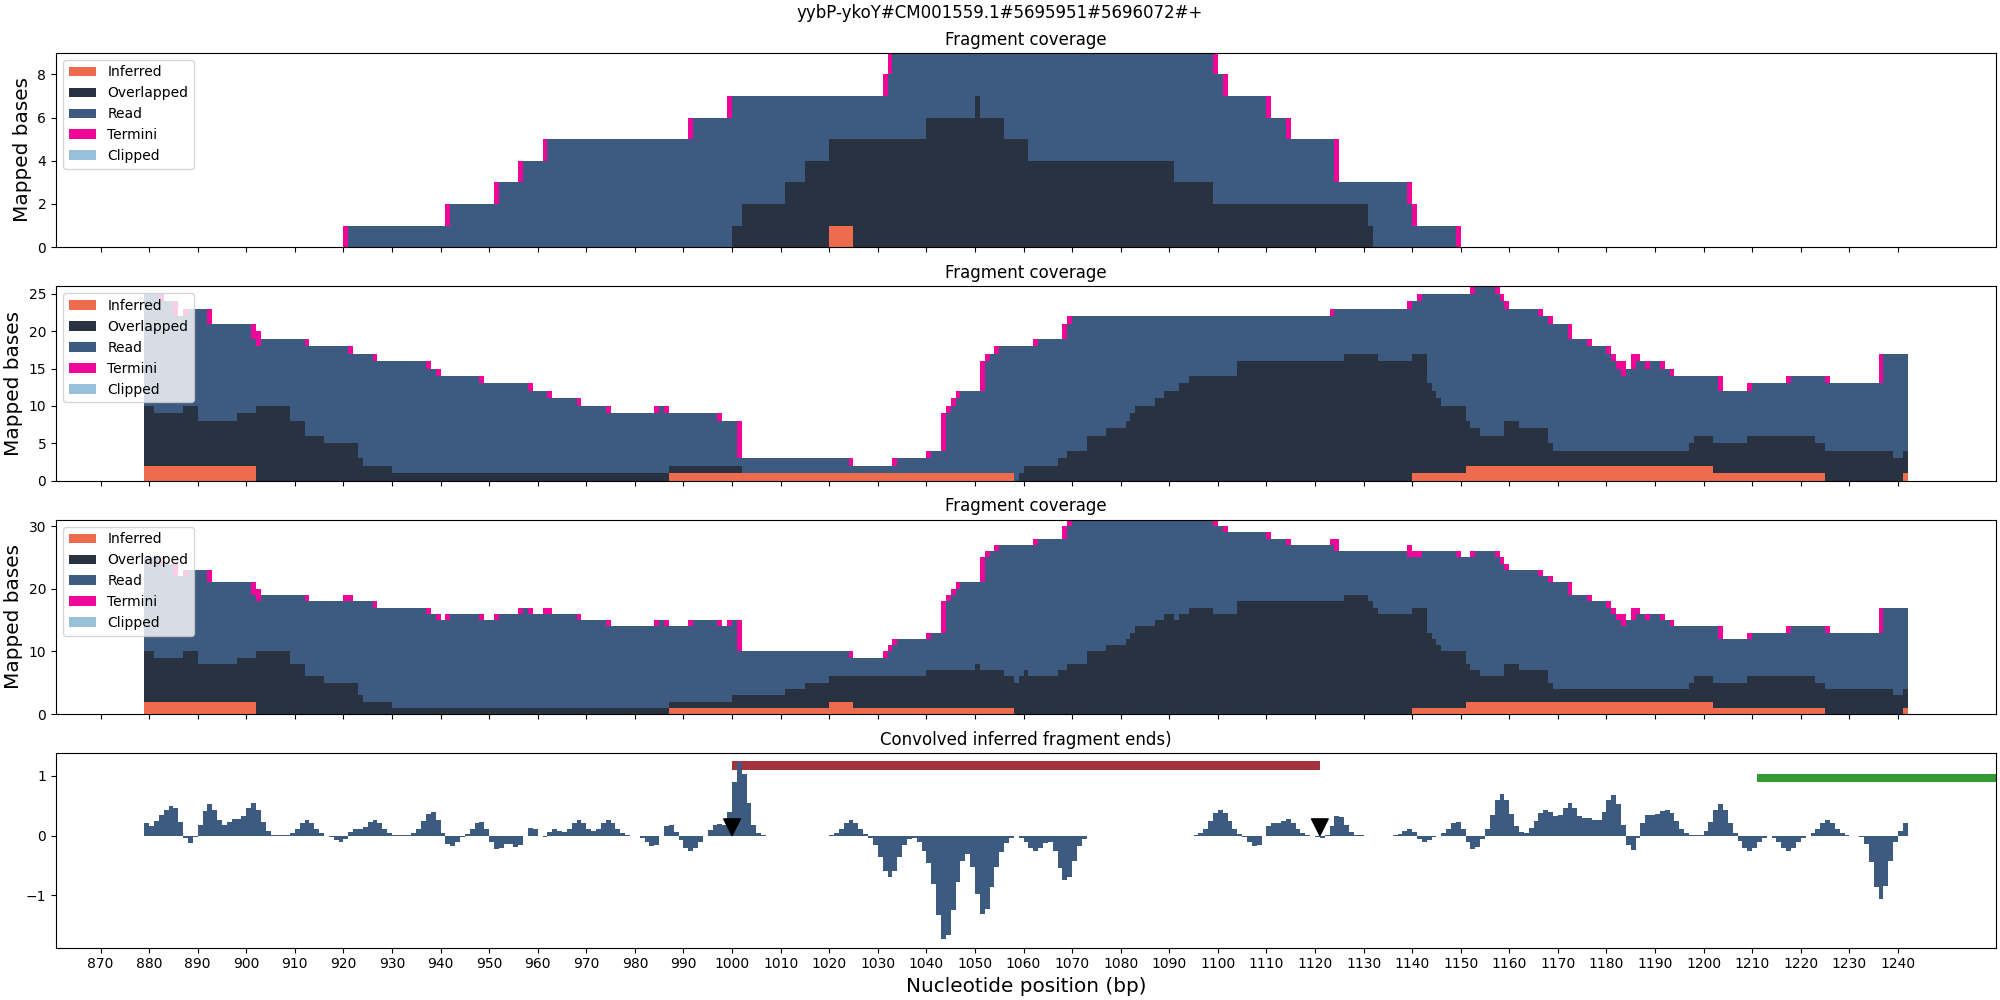 yybP-ykoY#CM001559.1#5695951#5696072#+
Fragment coverage
Mapped bases
8
6
4
2
0
Inferred
Overlapped
Read
Termini
Clipped
Fragment coverage
Mapped bases
25
20
15
10
5
0
Inferred
Overlapped
Read
Termini
Clipped
Fragment coverage
Mapped bases
30
20
10
0
Inferred
Overlapped
Read
Termini
Clipped
Convolved inferred fragment ends)
1
0
−1
870 880 890 900 910 920 930 940 950 960 970 980 990 1000 1010 1020 1030 1040 1050 1060 1070 1080 1090 1100 1110 1120 1130 1140 1150 1160 1170 1180 1190 1200 1210 1220 1230 1240
Nucleotide position (bp)